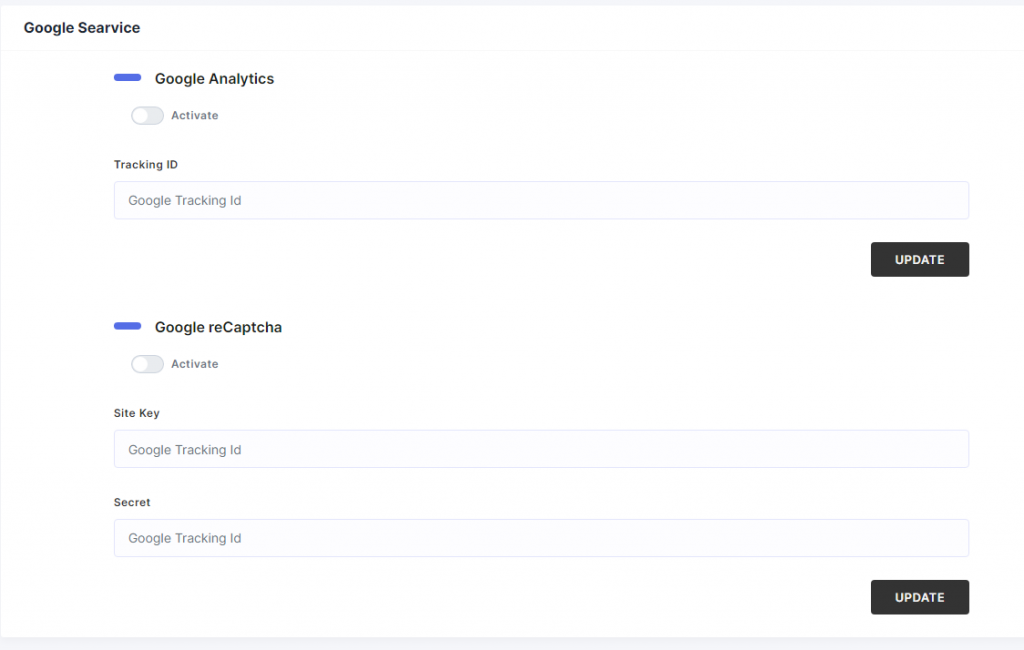 Google Searvice
Google Analytics
Activate
Tracking ID
Google Tracking Id
UPDATE
Google reCaptcha
Activate
Site Key
Google Tracking Id
Secret
Google Tracking Id
UPDATE